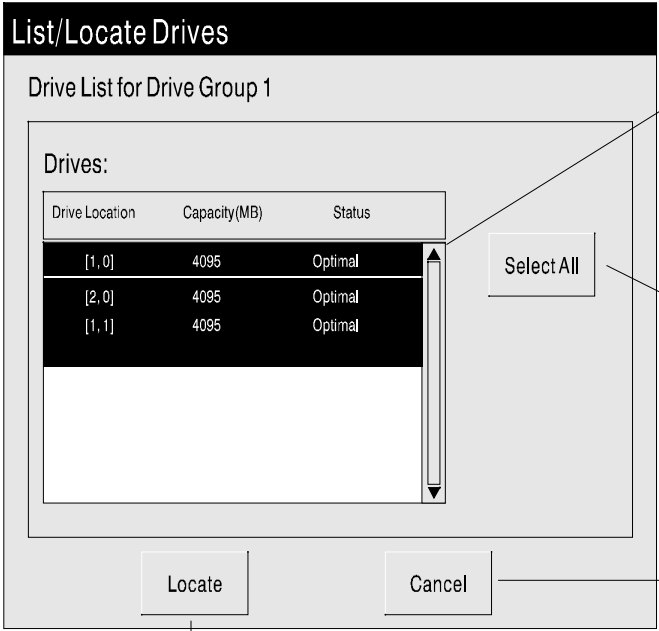 List/Locate Drives
Drive List for Drive Group 1
Drives:
Drive Location Capacity(MB) Status
[1,0] 4095 Optimal
[2,0] 4095 Optimal
[1,1] 4095 Optimal
Select All
Locate Cancel